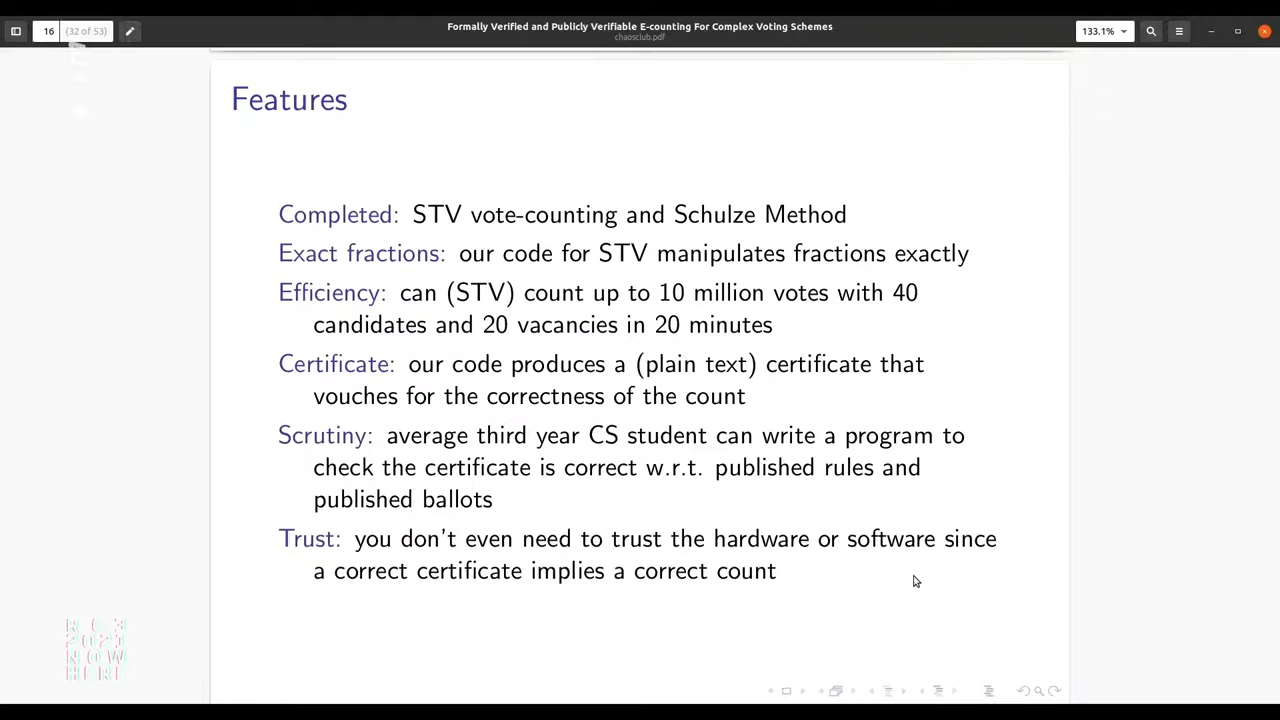 Formally Verified and Publicly Verifiable E-counting For Complex Voting Schemes
chaosclub.pdf
16 (32 of 53)
133.1%
Features
Completed: STV vote-counting and Schulze Method
Exact fractions: our code for STV manipulates fractions exactly
Efficiency: can (STV) count up to 10 million votes with 40
candidates and 20 vacancies in 20 minutes
Certificate: our code produces a (plain text) certificate that
vouches for the correctness of the count
Scrutiny: average third year CS student can write a program to
check the certificate is correct w.r.t. published rules and
published ballots
Trust: you don't even need to trust the hardware or software since
a correct certificate implies a correct count
RC3
2021
NOW
HERE